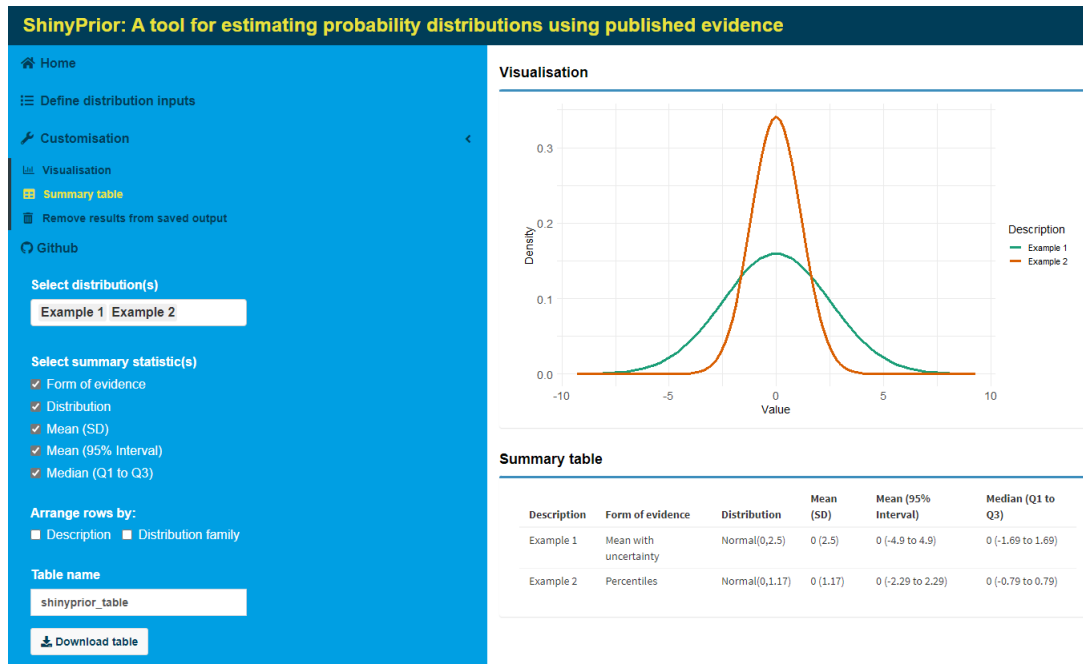 ShinyPrior: A tool for estimating probability distributions using published evidence
Home
Define distribution inputs
Customisation
Visualisation
Summary table
Remove results from saved output
Github
Select distribution(s)
Example 1 Example 2
Select summary statistic(s)
Form of evidence
Distribution
Mean (SD)
Mean (95% Interval)
Median (Q1 to Q3)
Arrange rows by:
Description Distribution family
Table name
shinyprior_table
Download table
Visualisation
0.3
0.2
0.1
0.0
Density
-10 -5 0 5 10
Value
Description
Example 1
Example 2
Summary table
Description Form of evidence Distribution Mean (SD) Mean (95% Interval) Median (Q1 to Q3)
Example 1 Mean with uncertainty Normal(0,2.5) 0 (2.5) 0 (-4.9 to 4.9) 0 (-1.69 to 1.69)
Example 2 Percentiles Normal(0,1.17) 0 (1.17) 0 (-2.29 to 2.29) 0 (-0.79 to 0.79)